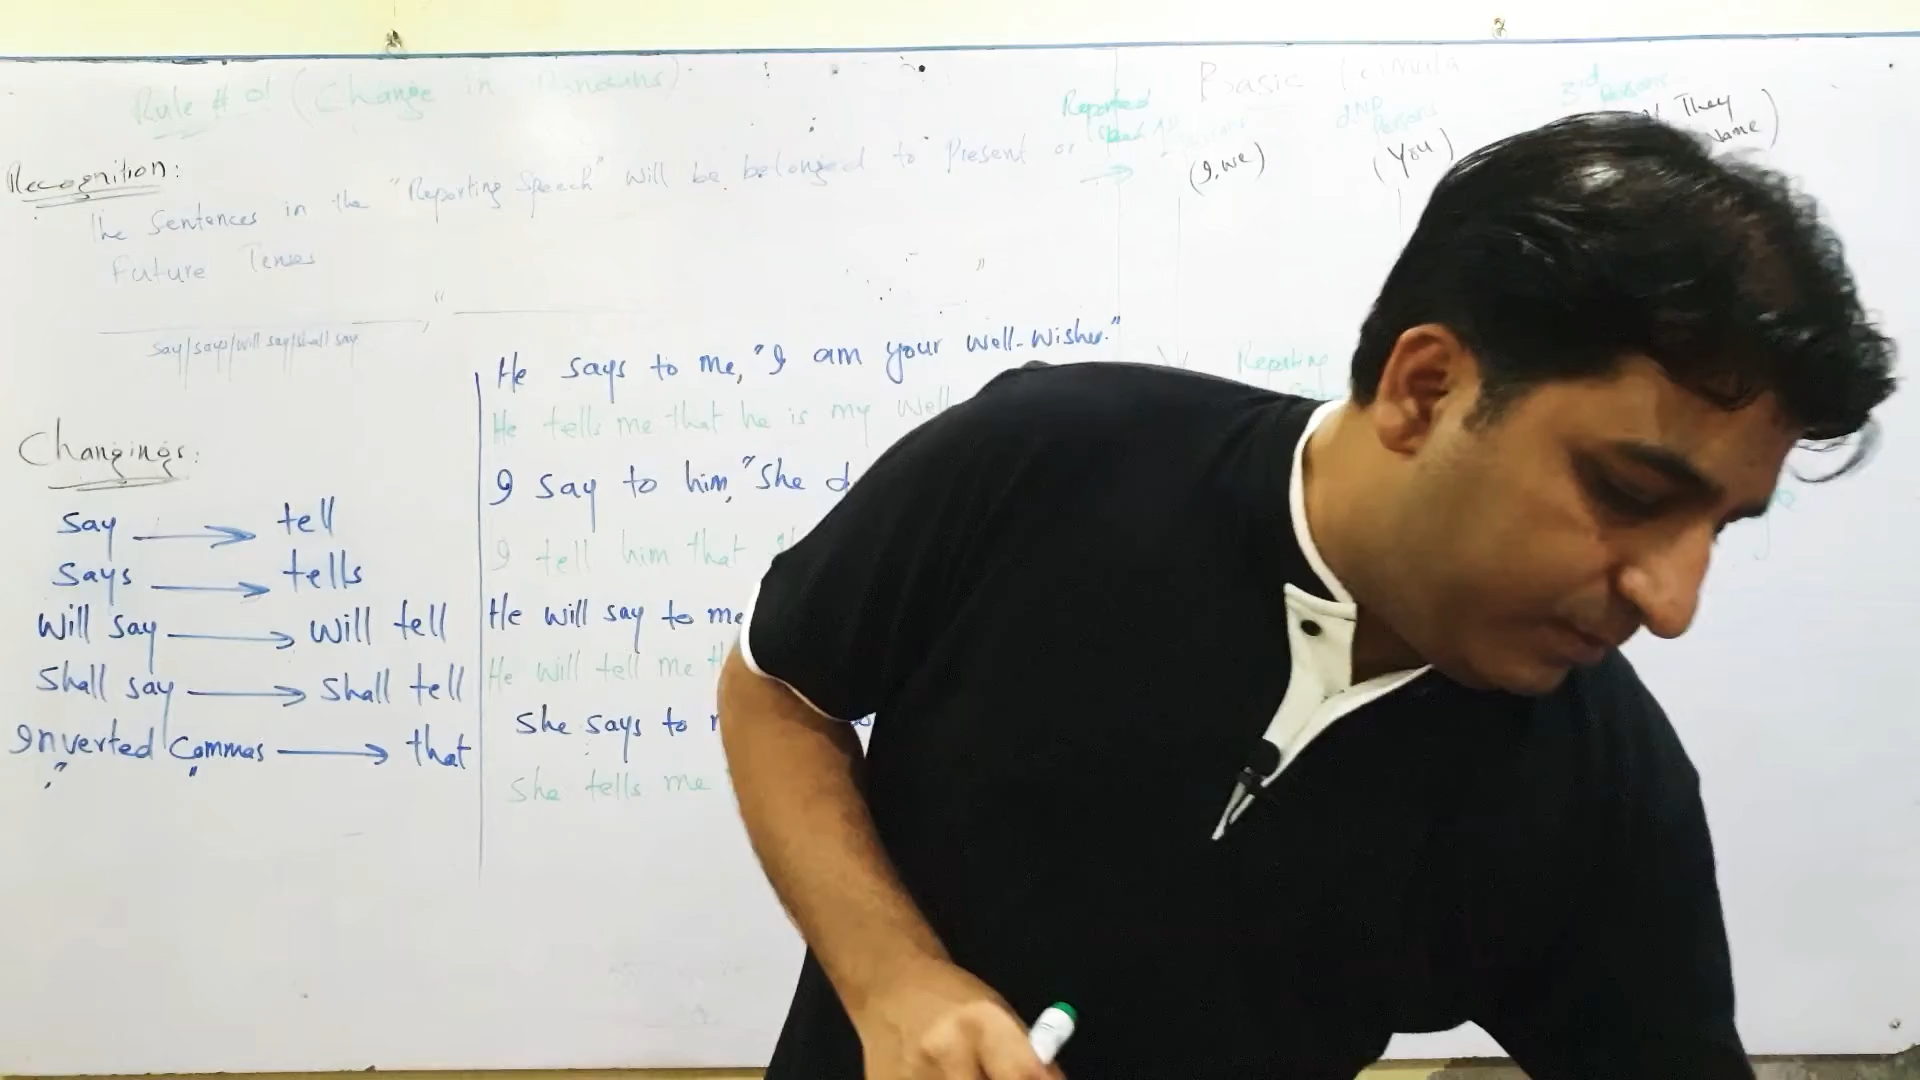 Rule # 01 (Change in Pronouns)
Recognition:
The Sentences in the "Reporting Speech" will be belonged to Present or
Future Tenses
say/says/will say/shall say
Changings:
Say → tell
Says → tells
Will say → will tell
Shall say → Shall tell
Inverted Commas → that
He says to me, "I am your well-wisher."
He tells me that he is my well
I say to him, "She
I tell him that
He will say to me
He will tell me
She says to
She tells me
Basic Formula
Reported
(I, we)
2ND
Persons
(You)
3rd
Persons
They
Name)
Reporting